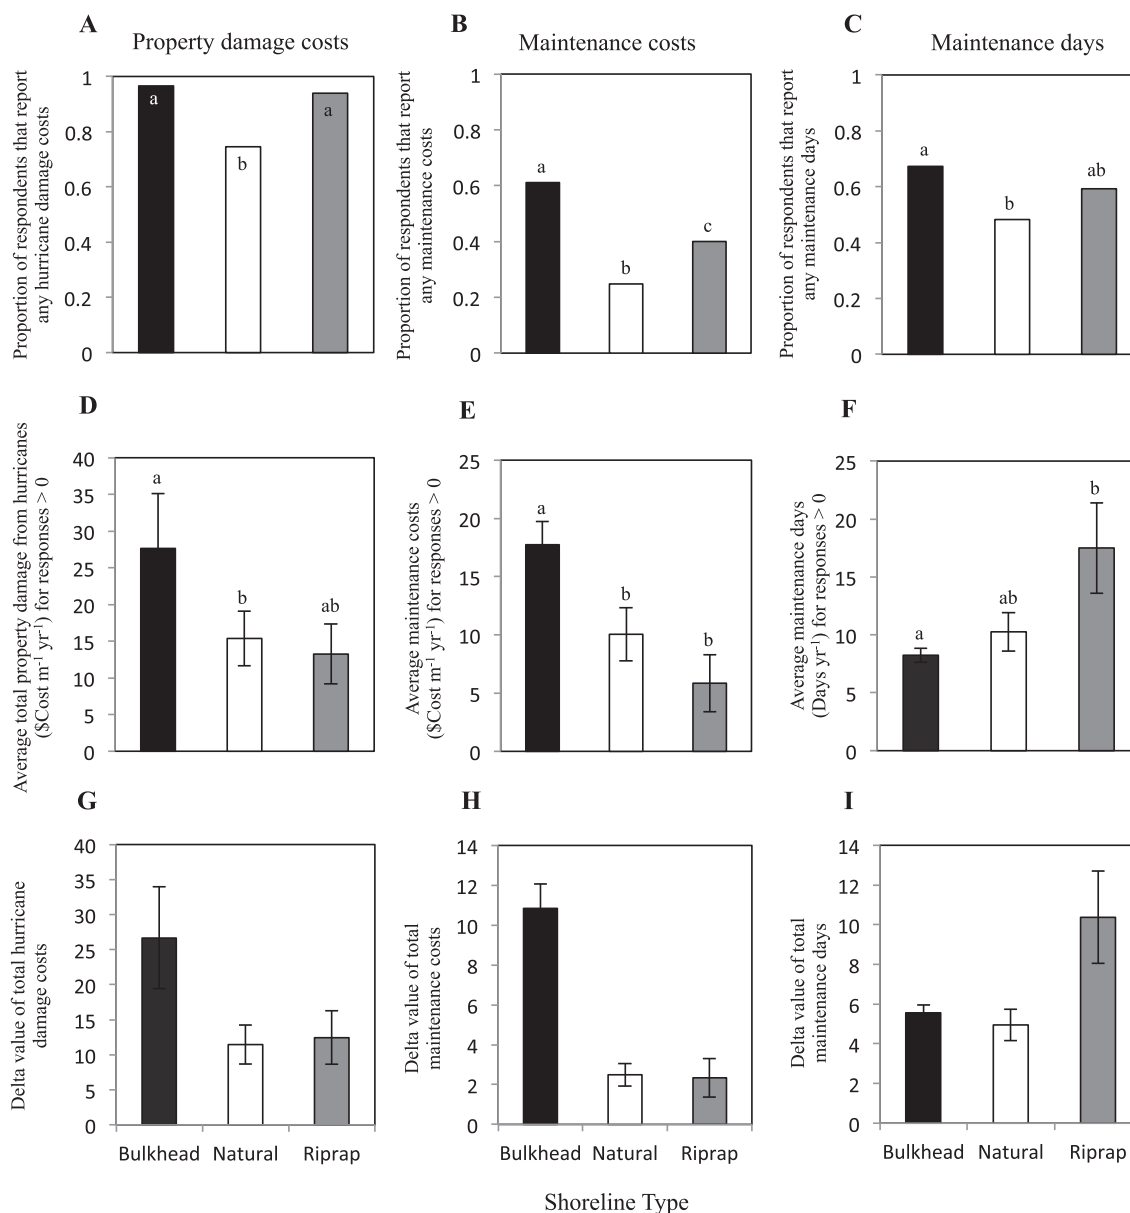 A
Property damage costs
Proportion of respondents that report
any hurricane damage costs
1
0.8
0.6
0.4
0.2
0
a
b
a
B
Maintenance costs
Proportion of respondents that report
any maintenance costs
1
0.8
0.6
0.4
0.2
0
a
b
c
C
Maintenance days
Proportion of respondents that report
any maintenance days
1
0.8
0.6
0.4
0.2
0
a
b
ab
D
Average total property damage from hurricanes
($Cost m⁻¹ yr⁻¹) for responses > 0
40
35
30
25
20
15
10
5
0
a
b
ab
E
Average maintenance costs
($Cost m⁻¹ yr⁻¹) for responses > 0
25
20
15
10
5
0
a
b
b
F
Average maintenance days
(Days yr⁻¹) for responses > 0
25
20
15
10
5
0
a
ab
b
G
Delta value of total hurricane
damage costs
40
35
30
25
20
15
10
5
0
Bulkhead Natural Riprap
H
Delta value of total
maintenance costs
14
12
10
8
6
4
2
0
Bulkhead Natural Riprap
I
Delta value of total
maintenance days
14
12
10
8
6
4
2
0
Bulkhead Natural Riprap
Shoreline Type